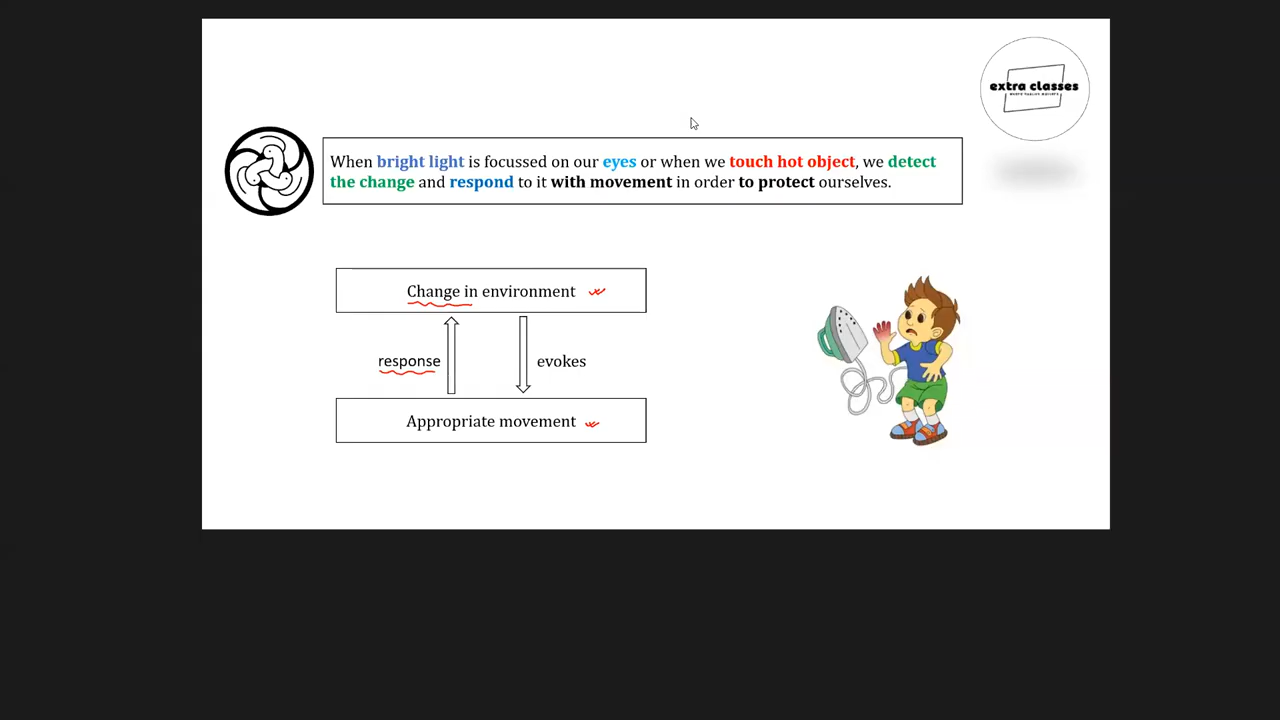 extra classes
When bright light is focussed on our eyes or when we touch hot object, we detect
the change and respond to it with movement in order to protect ourselves.
Change in environment
response
evokes
Appropriate movement